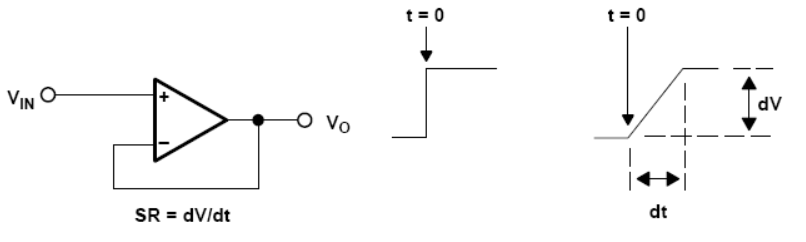 t = 0
t = 0
V_IN
+
−
V_O
dV
dt
SR = dV/dt